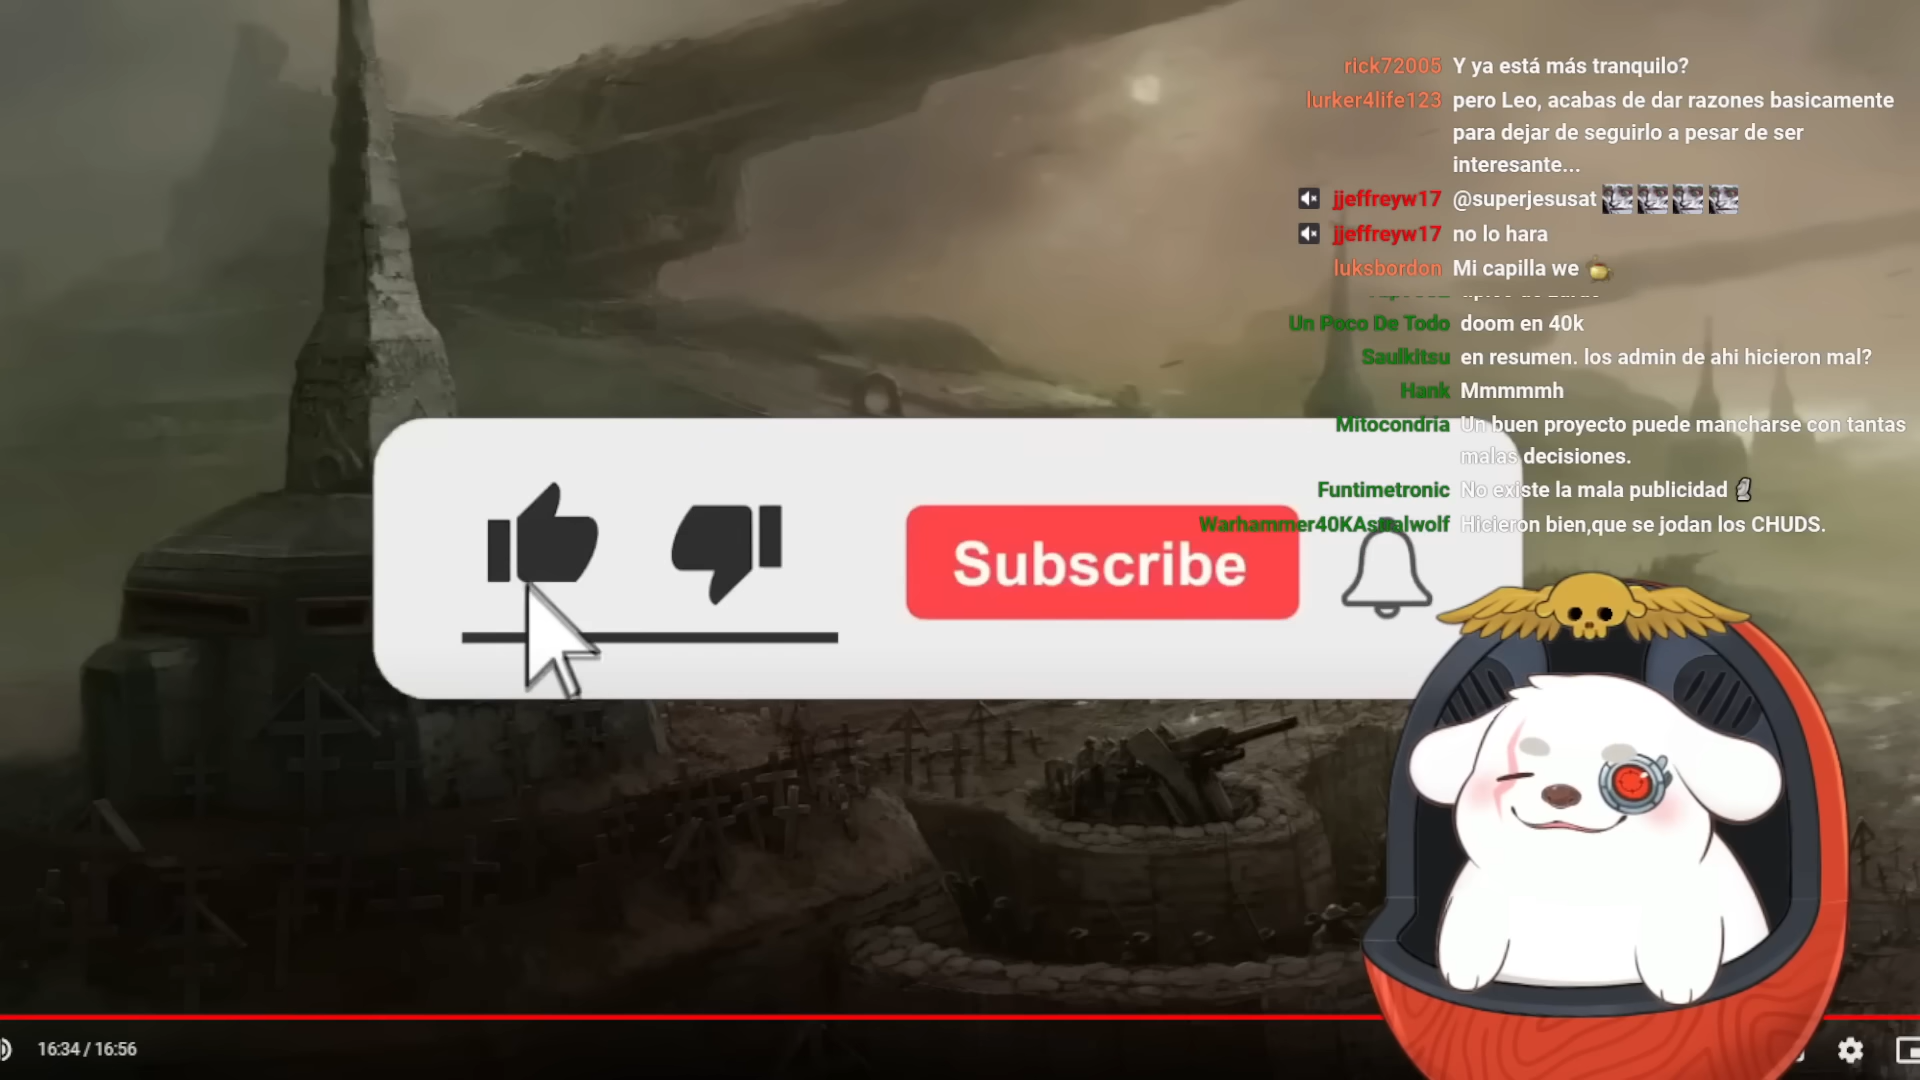 rick72005 Y ya está más tranquilo?
lurker4life123 pero Leo, acabas de dar razones basicamente
para dejar de seguirlo a pesar de ser
interesante...
jjeffreyw17 @superjesusat
jjeffreyw17 no lo hara
luksbordon Mi capilla we
Un Poco De Todo doom en 40k
Saulkitsu en resumen. los admin de ahi hicieron mal?
Hank Mmmmmh
Mitocondria Un buen proyecto puede mancharse con tantas
malas decisiones.
Funtimetronic No existe la mala publicidad
Hicieron bien,que se jodan los CHUDS.
Subscribe
16:34 / 16:56